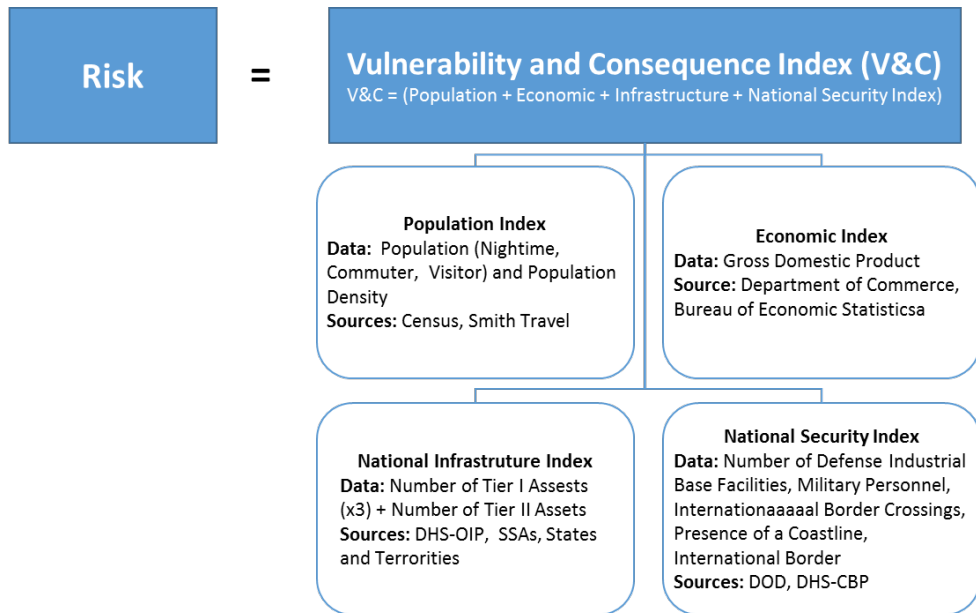 Risk
=
Vulnerability and Consequence Index (V&C)
V&C = (Population + Economic + Infrastructure + National Security Index)
Population Index
Data: Population (Nightime,
Commuter, Visitor) and Population
Density
Sources: Census, Smith Travel
Economic Index
Data: Gross Domestic Product
Source: Department of Commerce,
Bureau of Economic Statisticsa
National Infrastruture Index
Data: Number of Tier I Assests
(x3) + Number of Tier II Assets
Sources: DHS-OIP, SSAs, States
and Terrorities
National Security Index
Data: Number of Defense Industrial
Base Facilities, Military Personnel,
Internationaaaaal Border Crossings,
Presence of a Coastline,
International Border
Sources: DOD, DHS-CBP